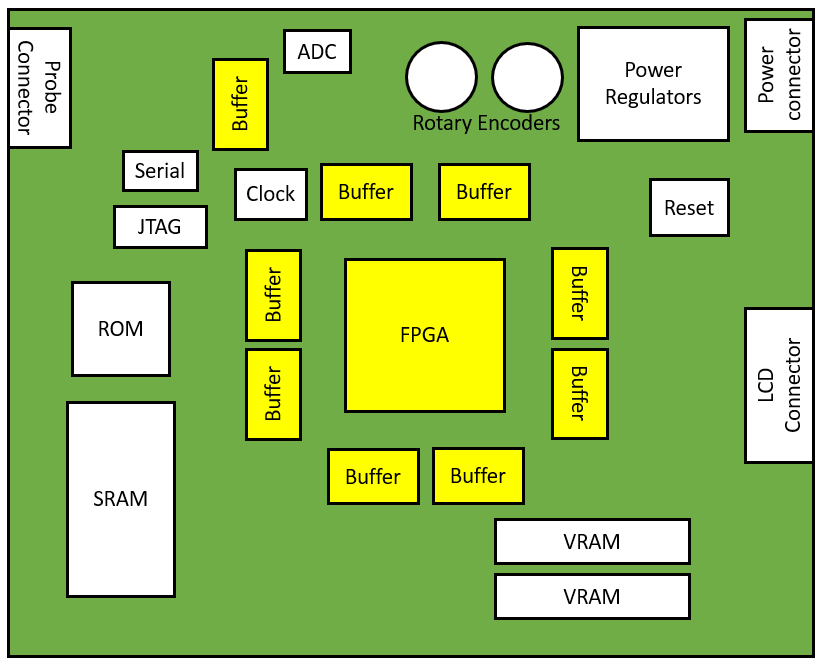 Probe
Connector
Buffer
ADC
Rotary Encoders
Power
Regulators
Power
connector
Serial
JTAG
Clock
Buffer
Buffer
Reset
ROM
Buffer
Buffer
FPGA
Buffer
Buffer
LCD
Connector
SRAM
Buffer
Buffer
VRAM
VRAM